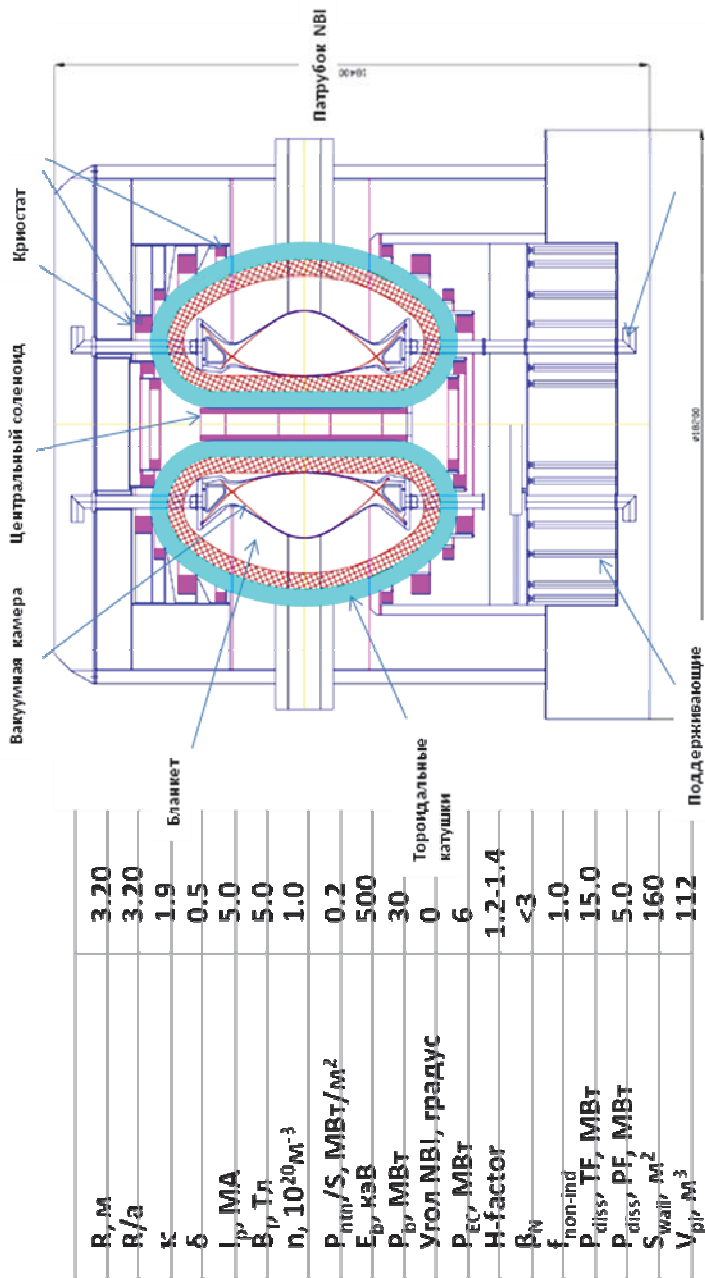 R, м 3.20
R/a 3.20
κ 1.9
δ 0.5
Ip, МА 5.0
BT, Тл 5.0
n, 10²⁰м⁻³ 1.0
Pntn/S, МВт/м² 0.2
Eb, каВ 500
Pb, МВт 30
Угол NBI, градус 0
PEC, МВт 6
H-factor 1.2-1.4
βN <3
fnon-ind 1.0
Pdiss, TF, МВт 15.0
Pdiss, PF, МВт 5.0
Swall, м² 160
Vpl, м³ 112
Вакуумная камера
Центральный соленоид
Криостат
Бланкет
Патрубок NBI
Тороидальные
катушки
Поддерживающие